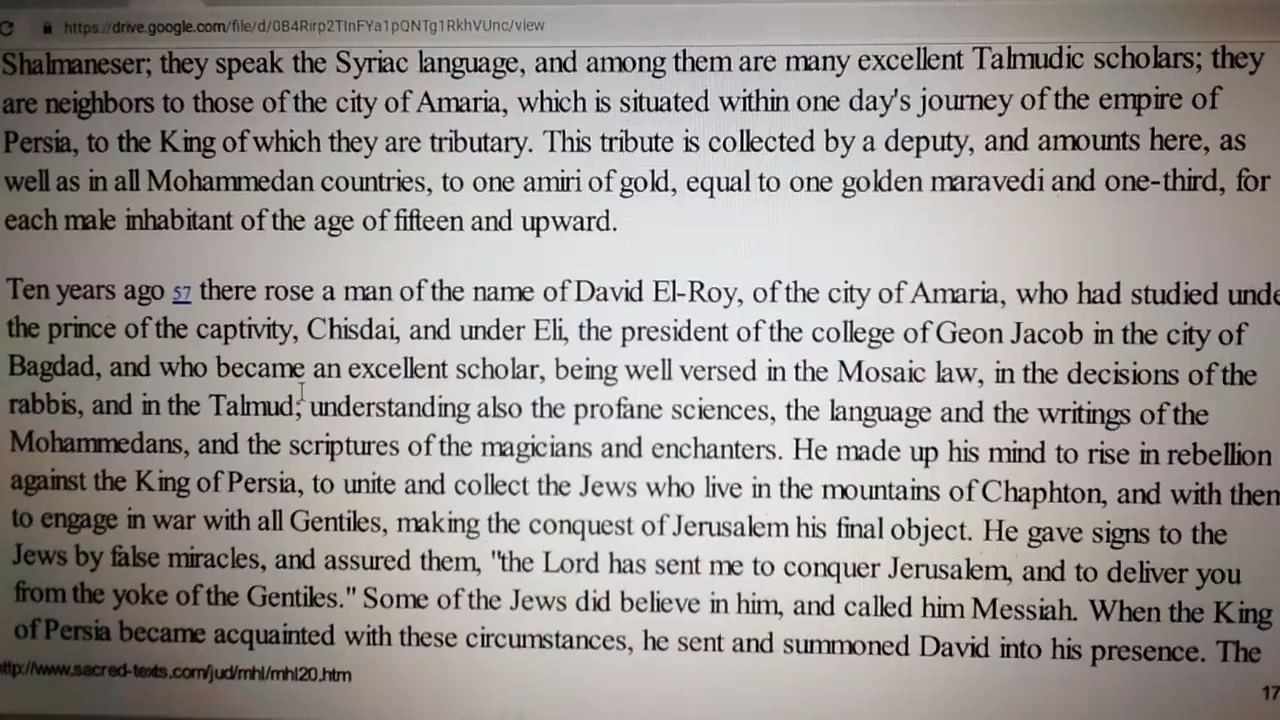 https://drive.google.com/file/d/0B4Rirp2TlnFYa1pQNTg1RkhVUnc/view
Shalmaneser; they speak the Syriac language, and among them are many excellent Talmudic scholars; they
are neighbors to those of the city of Amaria, which is situated within one day's journey of the empire of
Persia, to the King of which they are tributary. This tribute is collected by a deputy, and amounts here, as
well as in all Mohammedan countries, to one amiri of gold, equal to one golden maravedi and one-third, for
each male inhabitant of the age of fifteen and upward.
Ten years ago 57 there rose a man of the name of David El-Roy, of the city of Amaria, who had studied unde
the prince of the captivity, Chisdai, and under Eli, the president of the college of Geon Jacob in the city of
Bagdad, and who became an excellent scholar, being well versed in the Mosaic law, in the decisions of the
rabbis, and in the Talmud; understanding also the profane sciences, the language and the writings of the
Mohammedans, and the scriptures of the magicians and enchanters. He made up his mind to rise in rebellion
against the King of Persia, to unite and collect the Jews who live in the mountains of Chaphton, and with them
to engage in war with all Gentiles, making the conquest of Jerusalem his final object. He gave signs to the
Jews by false miracles, and assured them, "the Lord has sent me to conquer Jerusalem, and to deliver you
from the yoke of the Gentiles." Some of the Jews did believe in him, and called him Messiah. When the King
of Persia became acquainted with these circumstances, he sent and summoned David into his presence. The
ttp://www.sacred-texts.com/jud/mhl/mhl20.htm
17